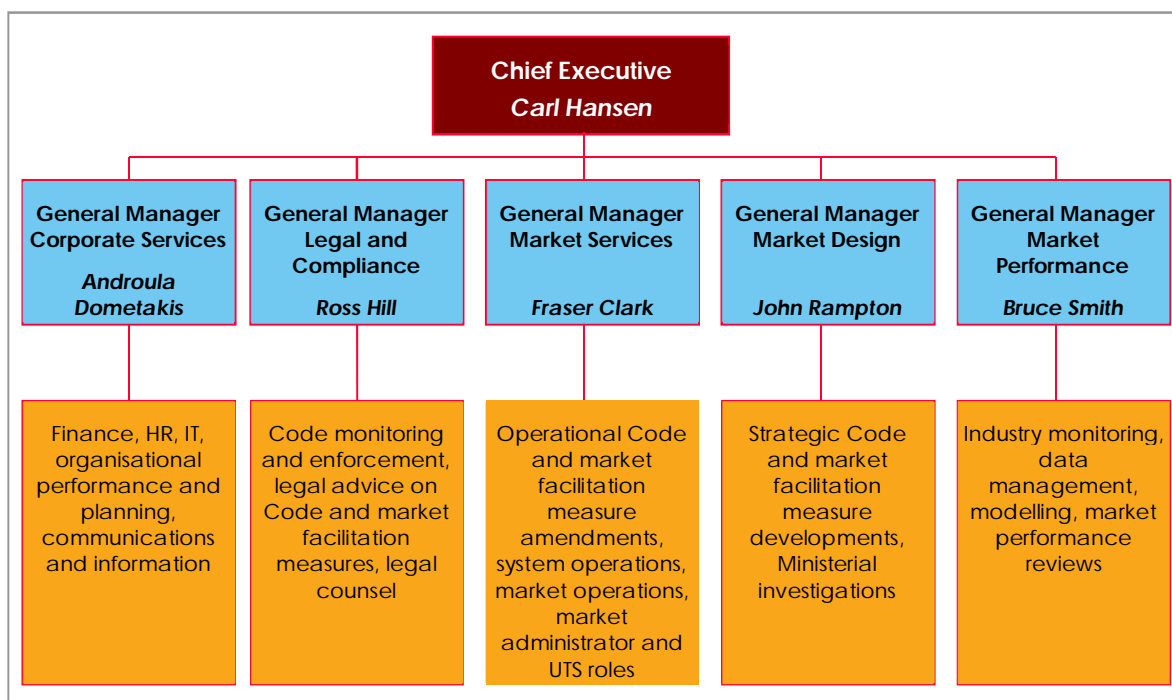 Chief Executive
Carl Hansen
General Manager
Corporate Services
Androula
Dometakis
General Manager
Legal and
Compliance
Ross Hill
General Manager
Market Services
Fraser Clark
General Manager
Market Design
John Rampton
General Manager
Market
Performance
Bruce Smith
Finance, HR, IT,
organisational
performance and
planning,
communications
and information
Code monitoring
and enforcement,
legal advice on
Code and market
facilitation
measures, legal
counsel
Operational Code
and market
facilitation
measure
amendments,
system operations,
market operations,
market
administrator and
UTS roles
Strategic Code
and market
facilitation
measure
developments,
Ministerial
investigations
Industry monitoring,
data
management,
modelling, market
performance
reviews